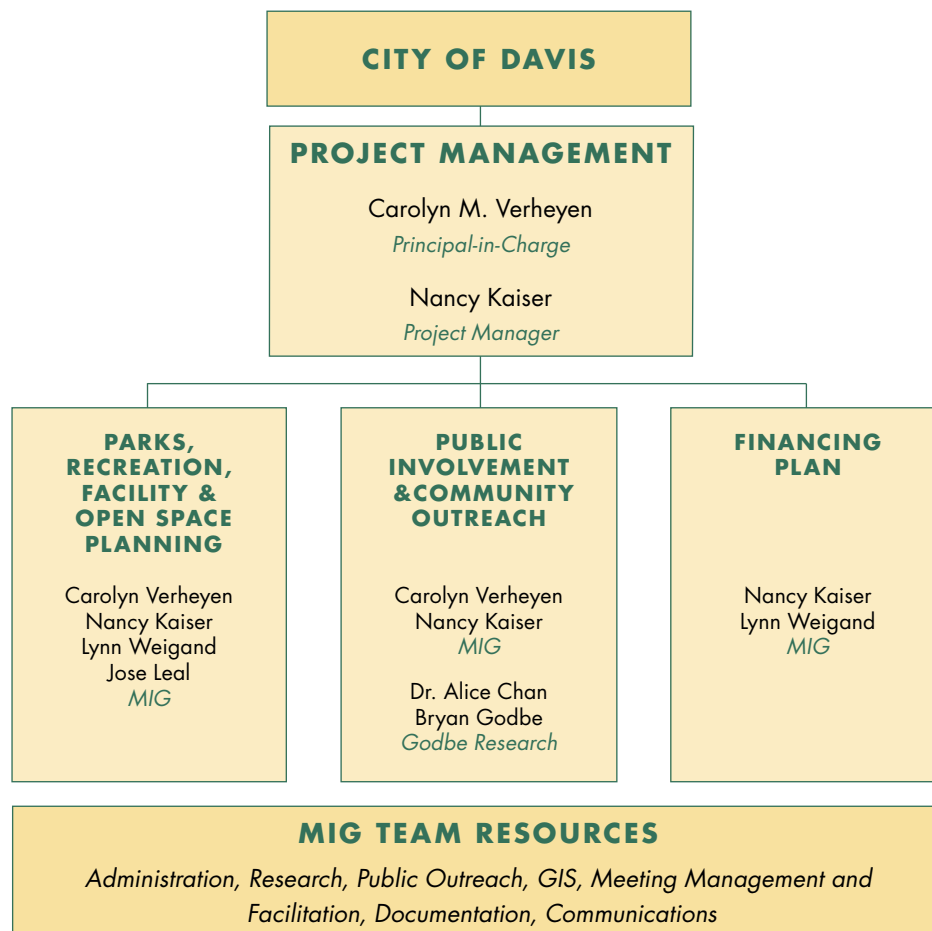 CITY OF DAVIS
PROJECT MANAGEMENT
Carolyn M. Verheyen
Principal-in-Charge
Nancy Kaiser
Project Manager
PARKS,
RECREATION,
FACILITY &
OPEN SPACE
PLANNING
Carolyn Verheyen
Nancy Kaiser
Lynn Weigand
Jose Leal
MIG
PUBLIC
INVOLVEMENT
&COMMUNITY
OUTREACH
Carolyn Verheyen
Nancy Kaiser
MIG
Dr. Alice Chan
Bryan Godbe
Godbe Research
FINANCING
PLAN
Nancy Kaiser
Lynn Weigand
MIG
MIG TEAM RESOURCES
Administration, Research, Public Outreach, GIS, Meeting Management and
Facilitation, Documentation, Communications